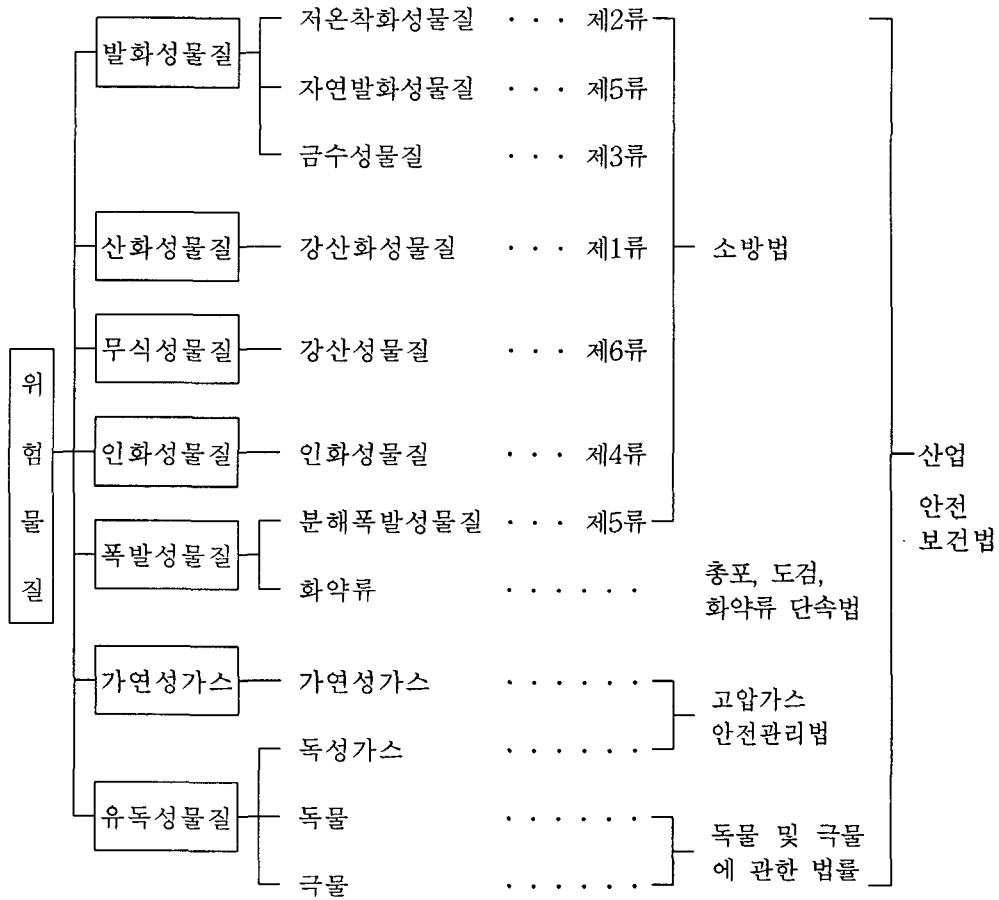 위험물질
발화성물질
저온착화성물질 · · · 제2류
자연발화성물질 · · · 제5류
금수성물질 · · · 제3류
산화성물질
강산화성물질 · · · 제1류
무식성물질
강산성물질 · · · 제6류
인화성물질
인화성물질 · · · 제4류
폭발성물질
분해폭발성물질 · · · 제5류
화약류 · · · · · ·
가연성가스
가연성가스 · · · · · ·
유독성물질
독성가스 · · · · · ·
독물 · · · · · ·
극물 · · · · · ·
소방법
총포, 도검,
화약류 단속법
고압가스
안전관리법
독물 및 극물
에 관한 법률
산업
안전
보건법